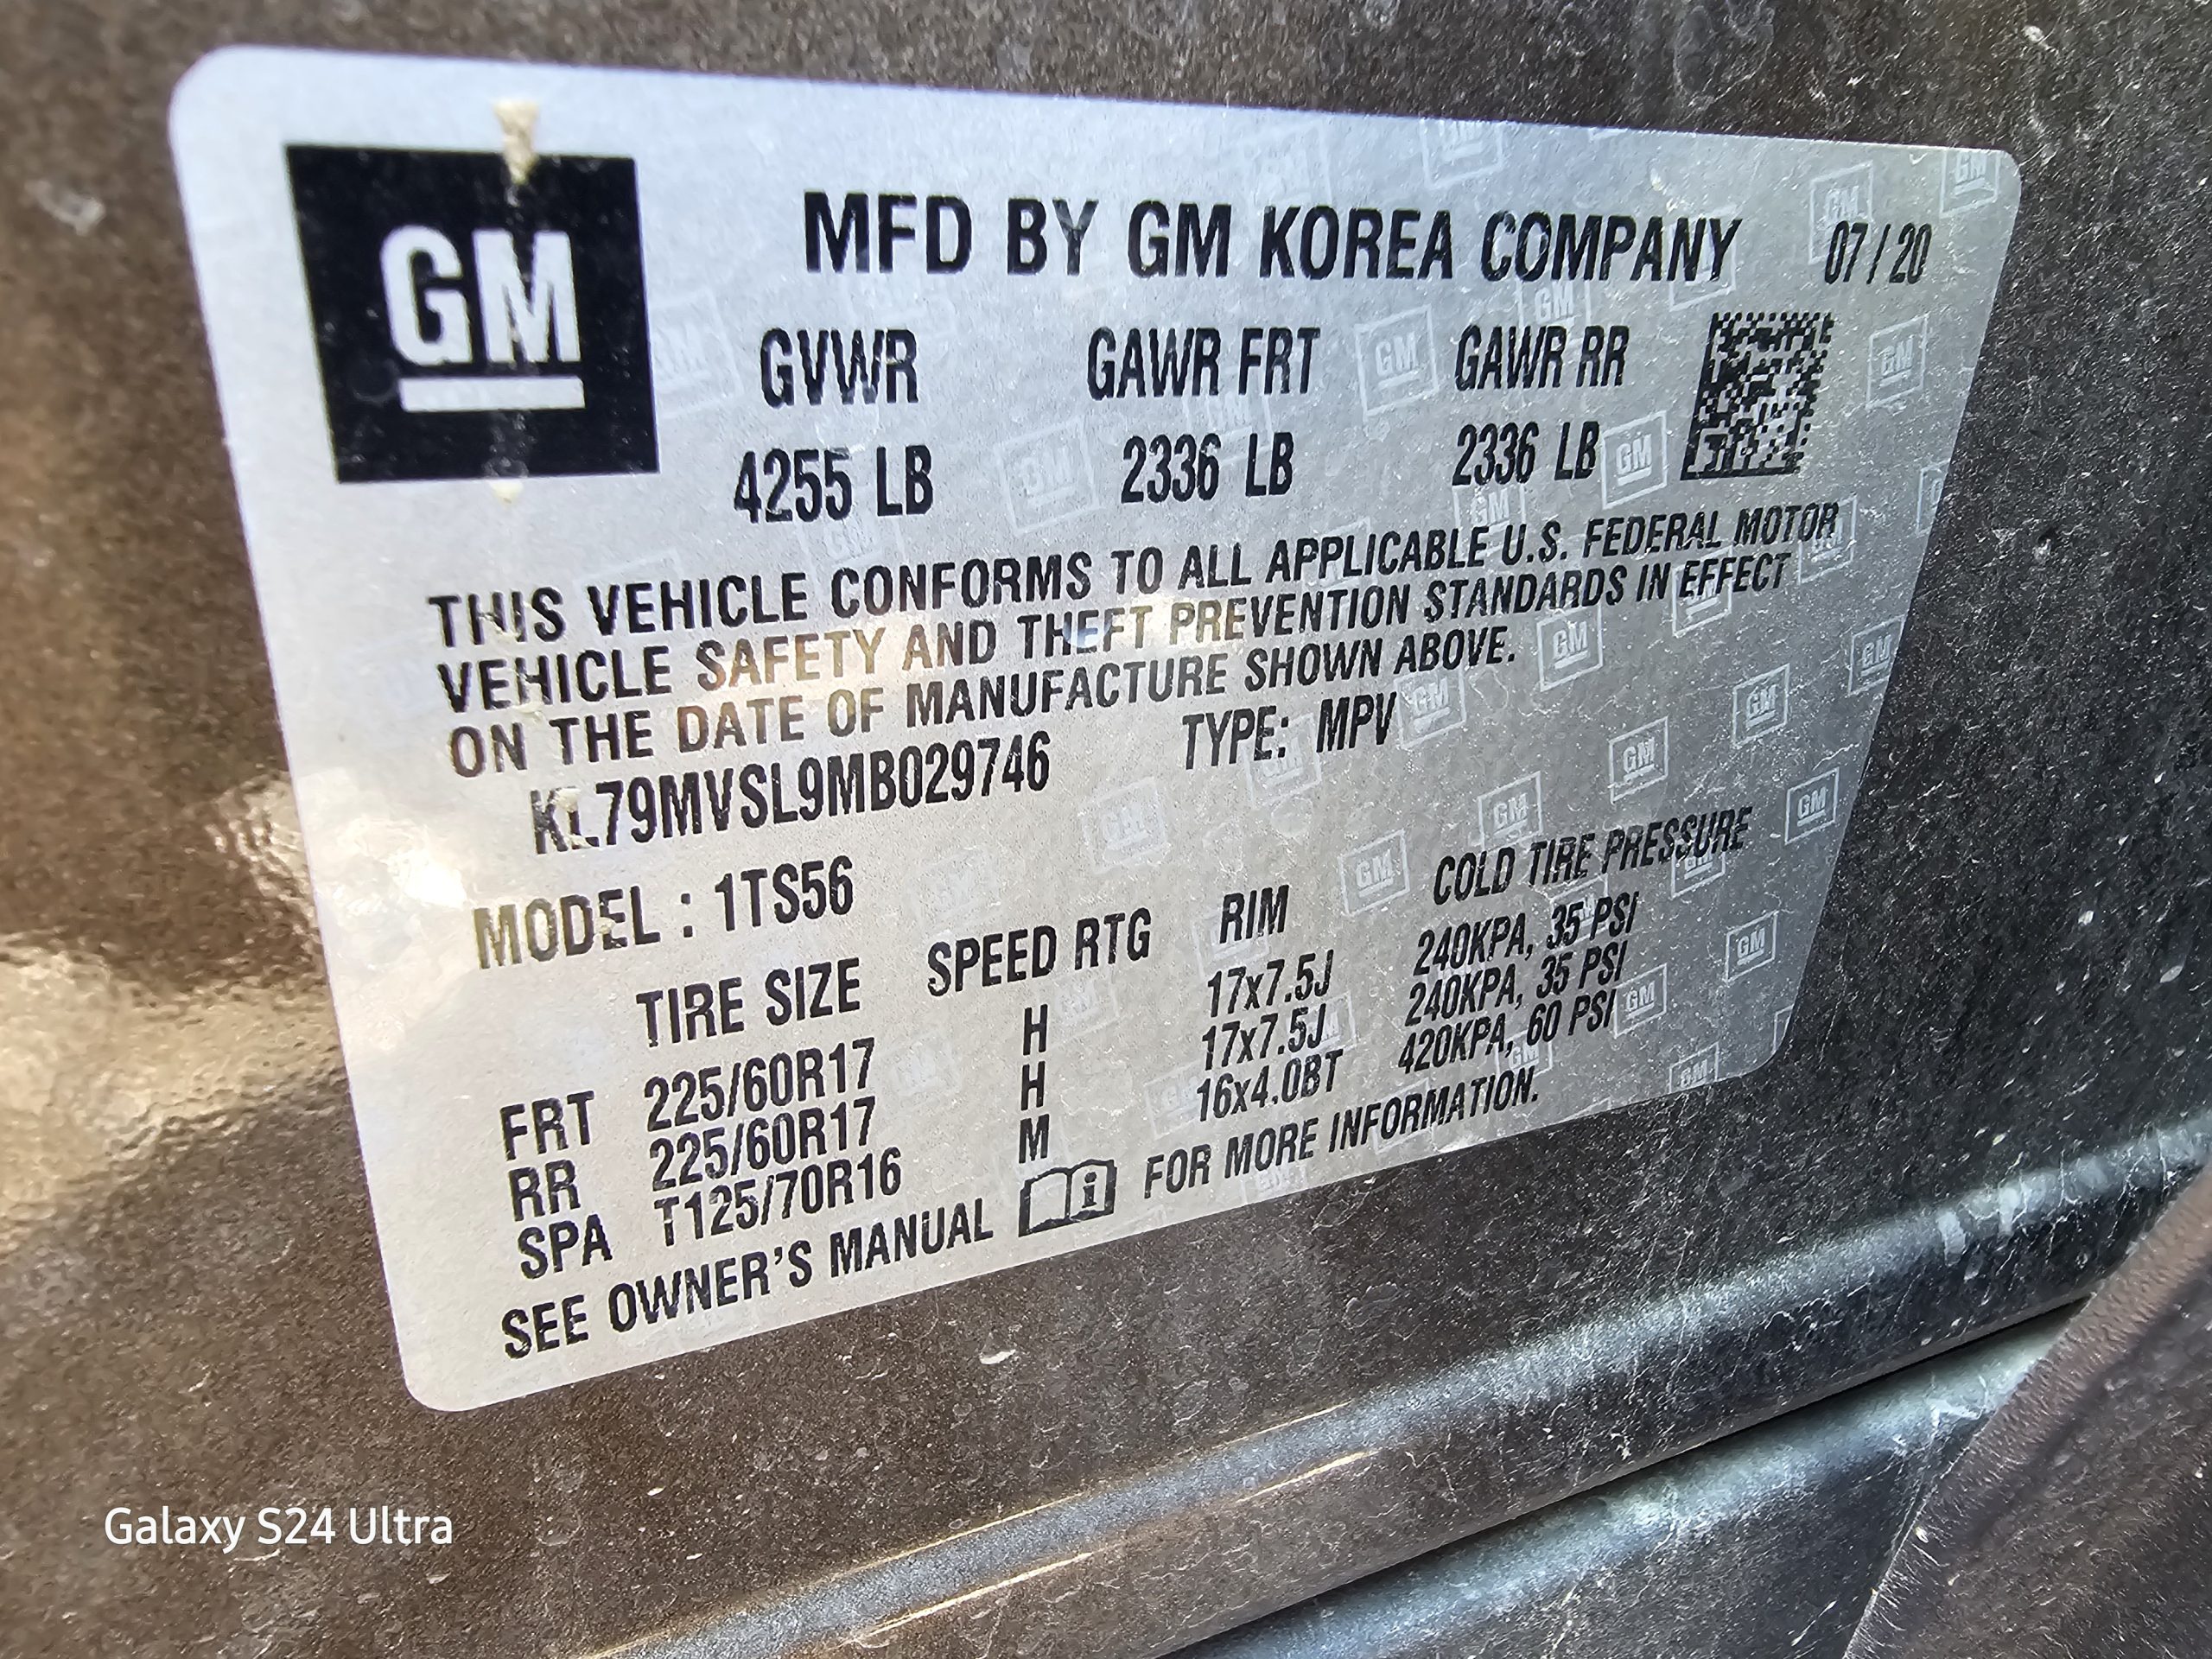 GM
MFD BY GM KOREA COMPANY 07/20
GVWR GAWR FRT GAWR RR
4255 LB 2336 LB 2336 LB
THIS VEHICLE CONFORMS TO ALL APPLICABLE U.S. FEDERAL MOTOR
VEHICLE SAFETY AND THEFT PREVENTION STANDARDS IN EFFECT
ON THE DATE OF MANUFACTURE SHOWN ABOVE.
KL79MVSL9MB029746 TYPE: MPV
MODEL : 1TS56
TIRE SIZE SPEED RTG RIM COLD TIRE PRESSURE
FRT 225/60R17 H 17x7.5J 240KPA, 35 PSI
RR 225/60R17 H 17x7.5J 240KPA, 35 PSI
SPA T125/70R16 M 16x4.0BT 420KPA, 60 PSI
SEE OWNER'S MANUAL FOR MORE INFORMATION.
Galaxy S24 Ultra